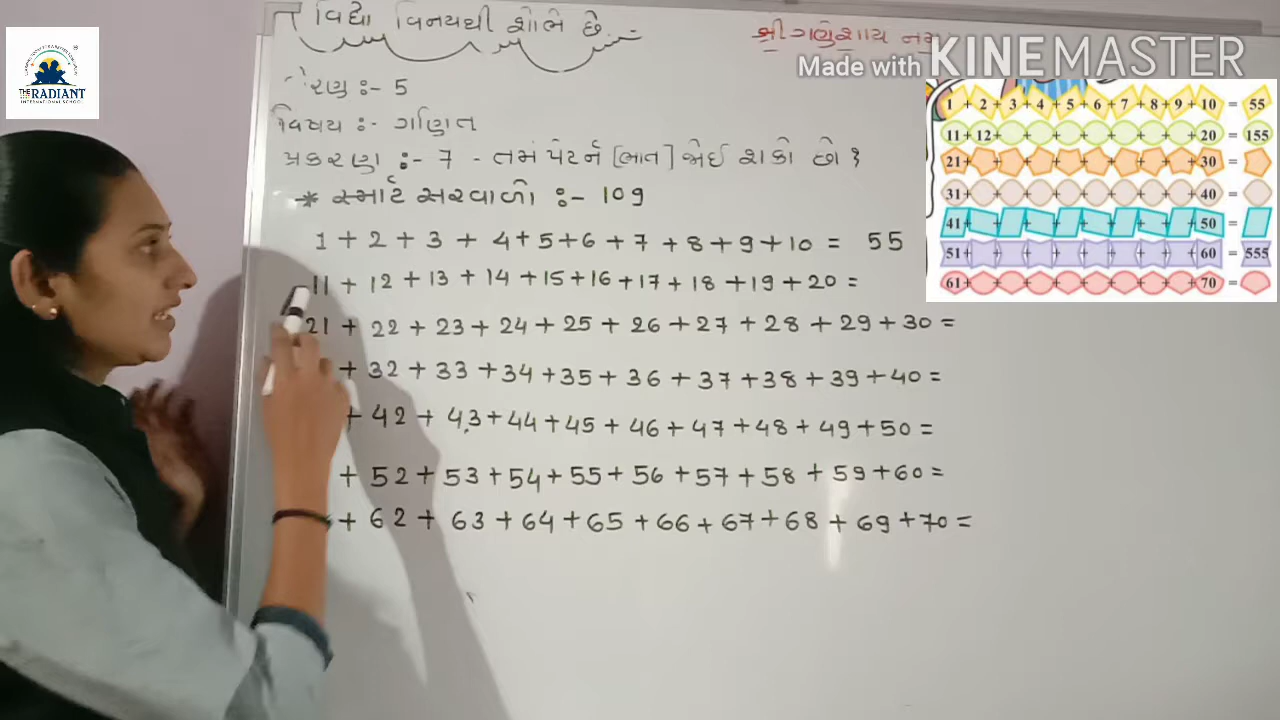 વિદ્યા વિનયથી શોભે છે.
શ્રી ગણેશાય નમ
Made with KINEMASTER
THE RADIANT
INTERNATIONAL SCHOOL
ોરણ :- 5
વિષય :- ગણિત
પ્રકરણ :- 7 - તમે પેટર્ન [ભાત] જોઈ શકો છો ?
* સ્માર્ટ સરવાળો :- 109
1 + 2 + 3 + 4 + 5 + 6 + 7 + 8 + 9 + 10 = 55
11 + 12 + 13 + 14 + 15 + 16 + 17 + 18 + 19 + 20 =
21 + 22 + 23 + 24 + 25 + 26 + 27 + 28 + 29 + 30 =
+ 32 + 33 + 34 + 35 + 36 + 37 + 38 + 39 + 40 =
+ 42 + 43 + 44 + 45 + 46 + 47 + 48 + 49 + 50 =
+ 52 + 53 + 54 + 55 + 56 + 57 + 58 + 59 + 60 =
+ 62 + 63 + 64 + 65 + 66 + 67 + 68 + 69 + 70 =
1 + 2 + 3 + 4 + 5 + 6 + 7 + 8 + 9 + 10 = 55
11 + 12 + + + + + + + + 20 = 155
21 + + + + + + + + + 30 =
31 + + + + + + + + + 40 =
41 + + + + + + + + + 50 =
51 + + + + + + + + + 60 = 555
61 + + + + + + + + + 70 =